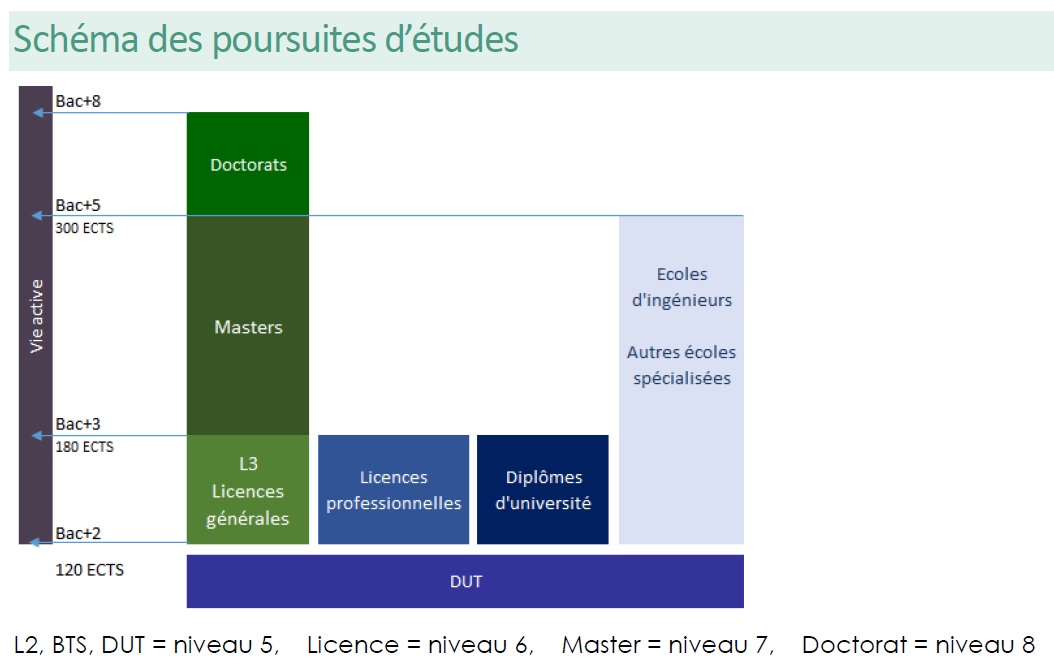 Schéma des poursuites d’études
Bac+8
Doctorats
Bac+5
300 ECTS
Vie active
Masters
Ecoles
d'ingénieurs
Autres écoles
spécialisées
Bac+3
180 ECTS
L3
Licences
générales
Licences
professionnelles
Diplômes
d'université
Bac+2
120 ECTS
DUT
L2, BTS, DUT = niveau 5, Licence = niveau 6, Master = niveau 7, Doctorat = niveau 8